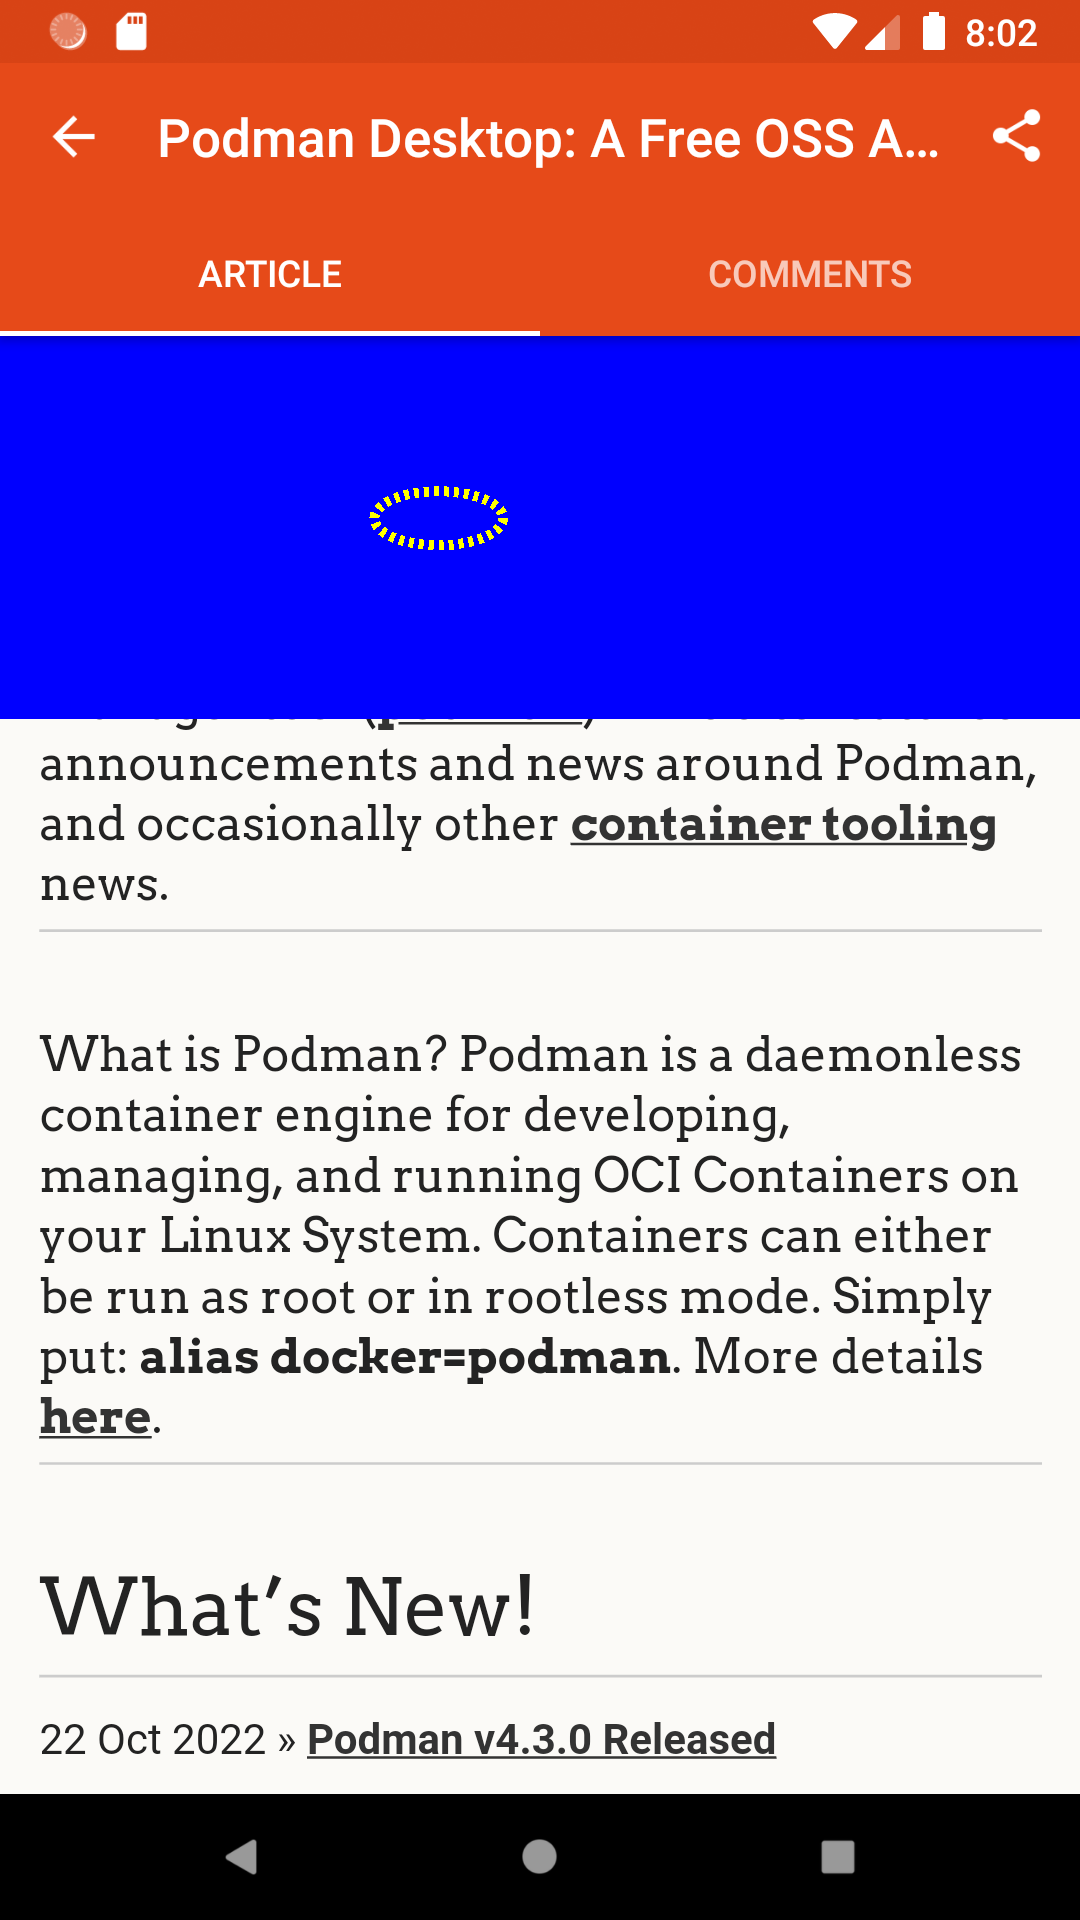 8:02
Podman Desktop: A Free OSS A...
ARTICLE
COMMENTS
announcements and news around Podman,
and occasionally other container tooling
news.
What is Podman? Podman is a daemonless
container engine for developing,
managing, and running OCI Containers on
your Linux System. Containers can either
be run as root or in rootless mode. Simply
put: alias docker=podman. More details
here.
What’s New!
22 Oct 2022 » Podman v4.3.0 Released